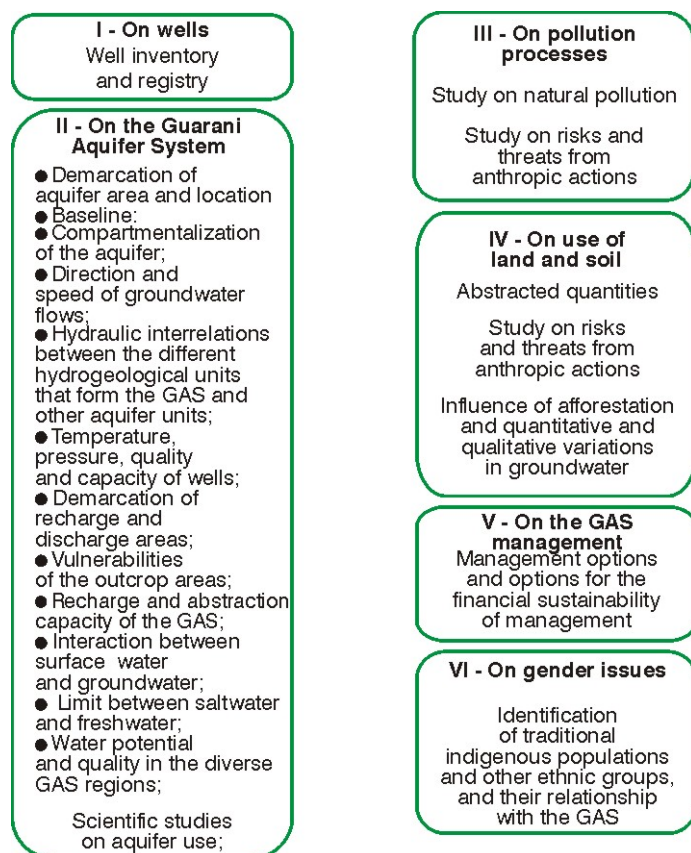 I - On wells
Well inventory
and registry
II - On the Guarani
Aquifer System
● Demarcation of
aquifer area and location
● Baseline:
● Compartmentalization
of the aquifer;
● Direction and
speed of groundwater
flows;
● Hydraulic interrelations
between the different
hydrogeological units
that form the GAS and
other aquifer units;
● Temperature,
pressure, quality
and capacity of wells;
● Demarcation of
recharge and
discharge areas;
● Vulnerabilities
of the outcrop areas;
● Recharge and abstraction
capacity of the GAS;
● Interaction between
surface water
and groundwater;
● Limit between saltwater
and freshwater;
● Water potential
and quality in the diverse
GAS regions;
Scientific studies
on aquifer use;
III - On pollution
processes
Study on natural pollution
Study on risks and
threats from
anthropic actions
IV - On use of
land and soil
Abstracted quantities
Study on risks
and threats from
anthropic actions
Influence of afforestation
and quantitative and
qualitative variations
in groundwater
V - On the GAS
management
Management options
and options for the
financial sustainability
of management
VI - On gender issues
Identification
of traditional
indigenous populations
and other ethnic groups,
and their relationship
with the GAS